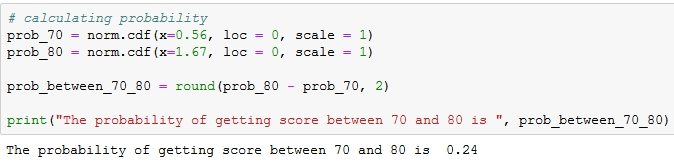 # calculating probability
prob_70 = norm.cdf(x=0.56, loc = 0, scale = 1)
prob_80 = norm.cdf(x=1.67, loc = 0, scale = 1)
prob_between_70_80 = round(prob_80 - prob_70, 2)
print("The probability of getting score between 70 and 80 is ", prob_between_70_80)
The probability of getting score between 70 and 80 is  0.24